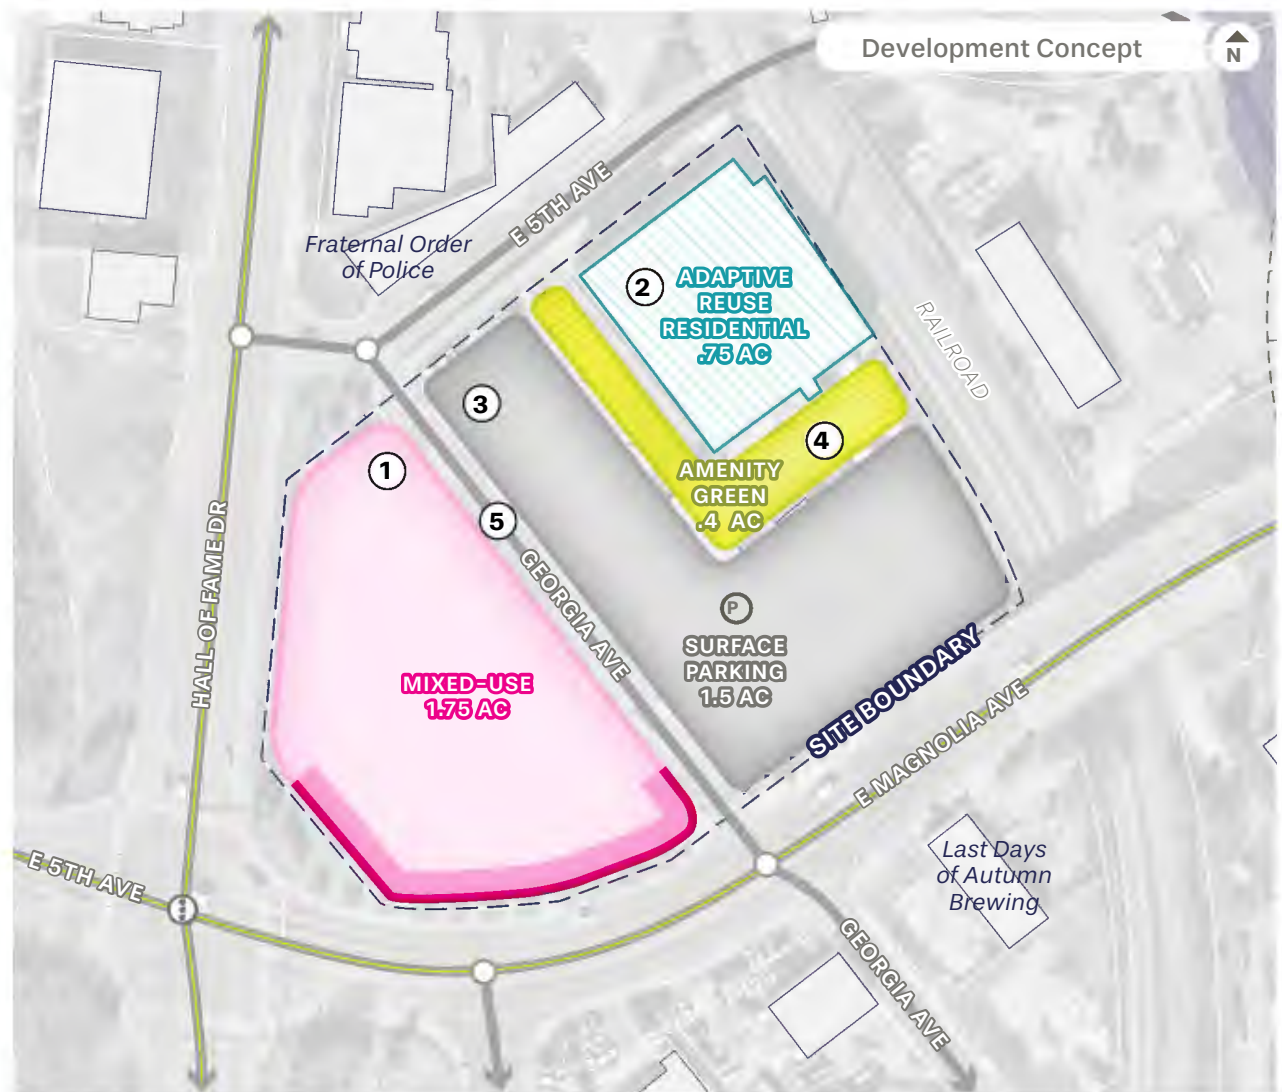 Development Concept
N
E 5TH AVE
Fraternal Order
of Police
2
ADAPTIVE
REUSE
RESIDENTIAL
.75 AC
RAILROAD
3
4
1
AMENITY
GREEN
.4 AC
5
HALL OF FAME DR
GEORGIA AVE
P
SURFACE
PARKING
1.5 AC
MIXED-USE
1.75 AC
SITE BOUNDARY
E MAGNOLIA AVE
E 5TH AVE
Last Days
of Autumn
Brewing
GEORGIA AVE